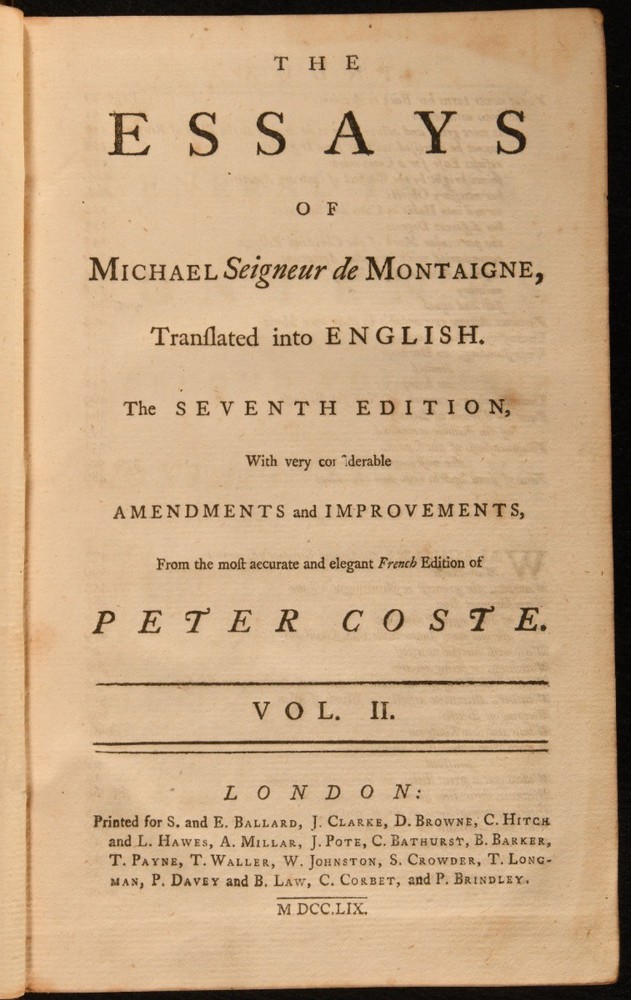 THE
ESSAYS
OF
MICHAEL Seigneur de MONTAIGNE,
Tranſlated into ENGLISH.
The SEVENTH EDITION,
With very
AMENDMENTS and IMPROVEMENTS,
From the moſt accurate and elegant French Edition of
PETER COSTE.
VOL. II.
LONDON:
Printed for S. and E. BALLARD, J. CLARKE, D. BROWNE, C. HITCH
and L. HAWES, A. MILLAR, J. POTE, C. BATHURST, B. BARKER,
T. PAYNE, T. WALLER, W. JOHNSTON, S. CROWDER, T. LONG-
MAN, P. DAVEY and B. LAW, C. CORBET, and P. BRINDLEY.
M DCC.LIX.